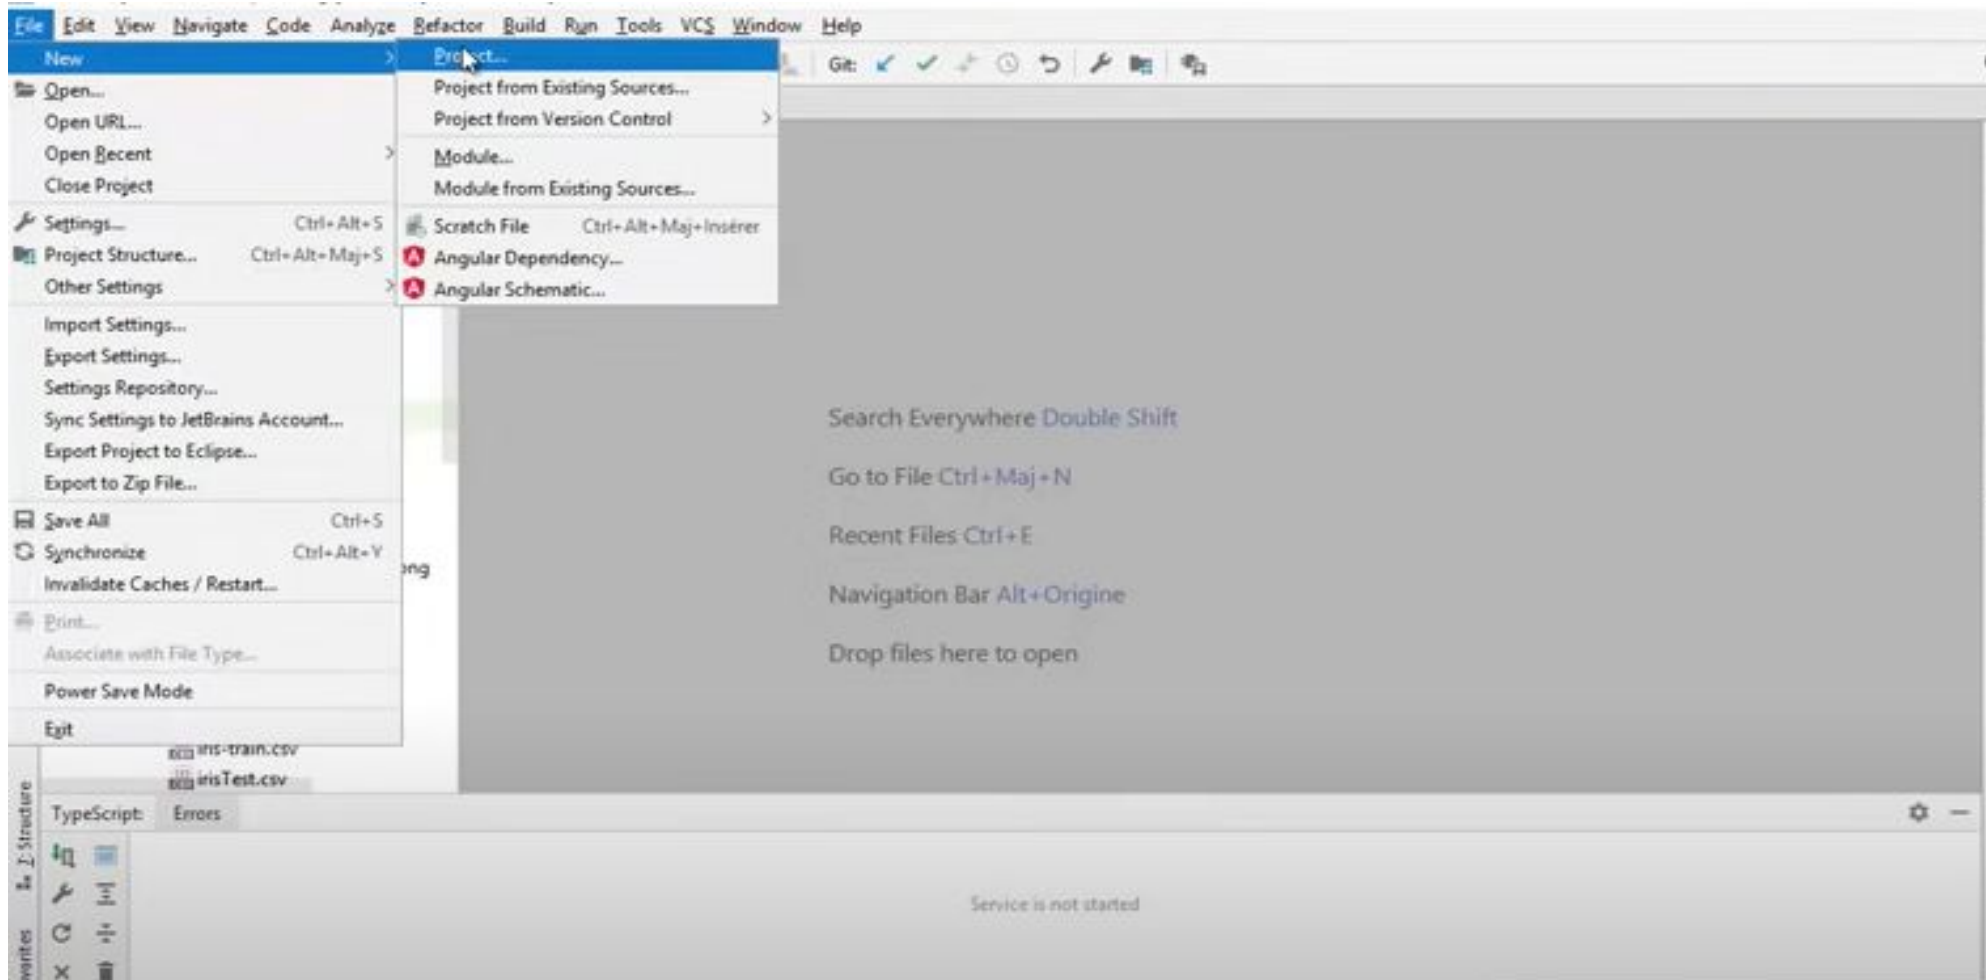 File Edit View Navigate Code Analyze Refactor Build Run Tools VCS Window Help
New
Open...
Open URL...
Open Recent
Close Project
Settings... Ctrl+Alt+S
Project Structure... Ctrl+Alt+Maj+S
Other Settings
Import Settings...
Export Settings...
Settings Repository...
Sync Settings to JetBrains Account...
Export Project to Eclipse...
Export to Zip File...
Save All Ctrl+S
Synchronize Ctrl+Alt+Y
Invalidate Caches / Restart...
Print...
Associate with File Type...
Power Save Mode
Exit
Project...
Project from Existing Sources...
Project from Version Control
Module...
Module from Existing Sources...
Scratch File Ctrl+Alt+Maj+Insérer
Angular Dependency...
Angular Schematic...
Git:
Search Everywhere Double Shift
Go to File Ctrl+Maj+N
Recent Files Ctrl+E
Navigation Bar Alt+Origine
Drop files here to open
ong
iris-train.csv
irisTest.csv
Z: Structure
TypeScript: Errors
Service is not started